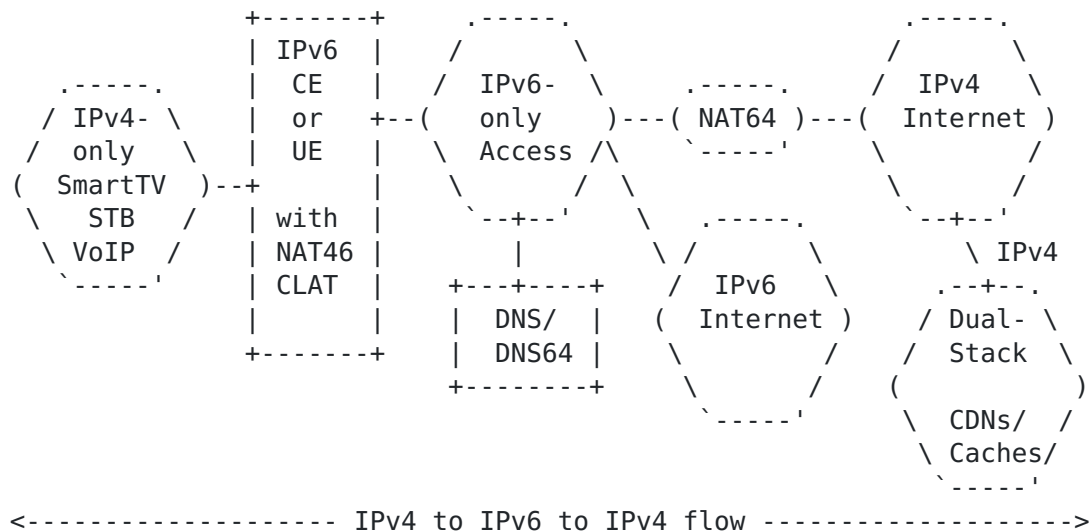 IPv4-
only
SmartTV
STB
VoIP
IPv6
CE
or
UE
with
NAT46
CLAT
IPv6-
only
Access
DNS/
DNS64
NAT64
IPv6
Internet
IPv4
Internet
IPv4
Dual-
Stack
CDNs/
Caches/
<-------------------- IPv4 to IPv6 to IPv4 flow -------------------->